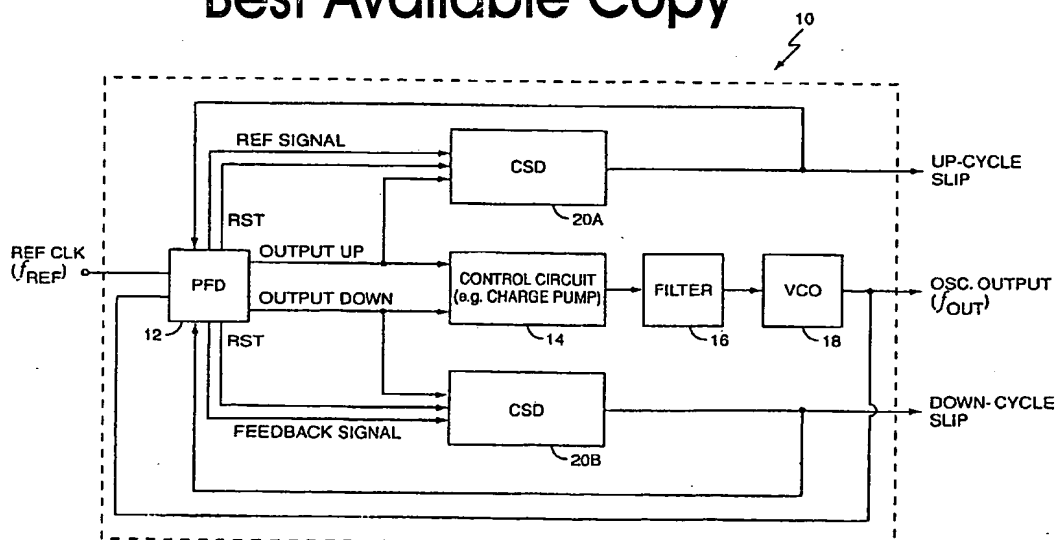 Best Available Copy
10
REF SIGNAL
CSD
UP-CYCLE
SLIP
20A
RST
REF CLK
(fREF)
OUTPUT UP
PFD
OUTPUT DOWN
12
CONTROL CIRCUIT
(e.g. CHARGE PUMP)
14
FILTER
16
VCO
18
OSC. OUTPUT
(fOUT)
RST
CSD
FEEDBACK SIGNAL
20B
DOWN-CYCLE
SLIP